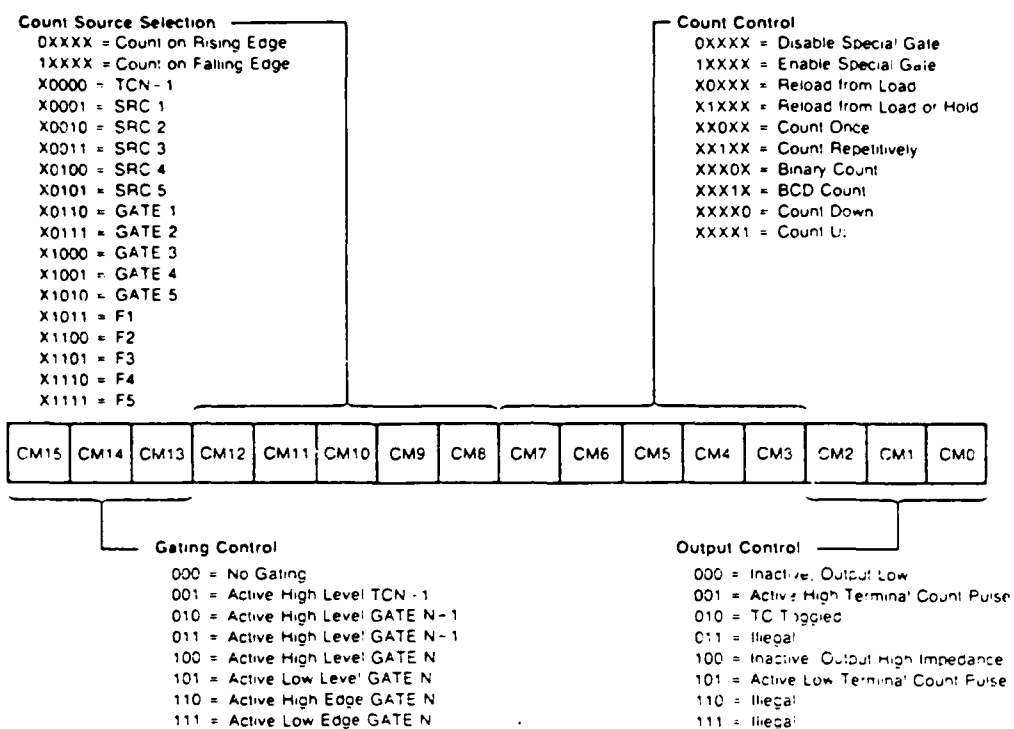 Count Source Selection
0XXXX = Count on Rising Edge
1XXXX = Count on Falling Edge
X0000 = TCN - 1
X0001 = SRC 1
X0010 = SRC 2
X0011 = SRC 3
X0100 = SRC 4
X0101 = SRC 5
X0110 = GATE 1
X0111 = GATE 2
X1000 = GATE 3
X1001 = GATE 4
X1010 = GATE 5
X1011 = F1
X1100 = F2
X1101 = F3
X1110 = F4
X1111 = F5
Count Control
0XXXX = Disable Special Gate
1XXXX = Enable Special Gate
X0XXX = Reload from Load
X1XXX = Reload from Load or Hold
XX0XX = Count Once
XX1XX = Count Repetitively
XXX0X = Binary Count
XXX1X = BCD Count
XXXX0 = Count Down
XXXX1 = Count
CM15 CM14 CM13 CM12 CM11 CM10 CM9 CM8 CM7 CM6 CM5 CM4 CM3 CM2 CM1 CM0
Gating Control
000 = No Gating
001 = Active High Level TCN - 1
010 = Active High Level GATE N - 1
011 = Active High Level GATE N - 1
100 = Active High Level GATE N
101 = Active Low Level GATE N
110 = Active High Edge GATE N
111 = Active Low Edge GATE N
Output Control
000 = Inactive, Output Low
001 = Active High Terminal Count Pulse
010 = TC Toggled
011 = Illegal
100 = Inactive, Output High Impedance
101 = Active Low Terminal Count Pulse
110 = Illegal
111 = Illegal